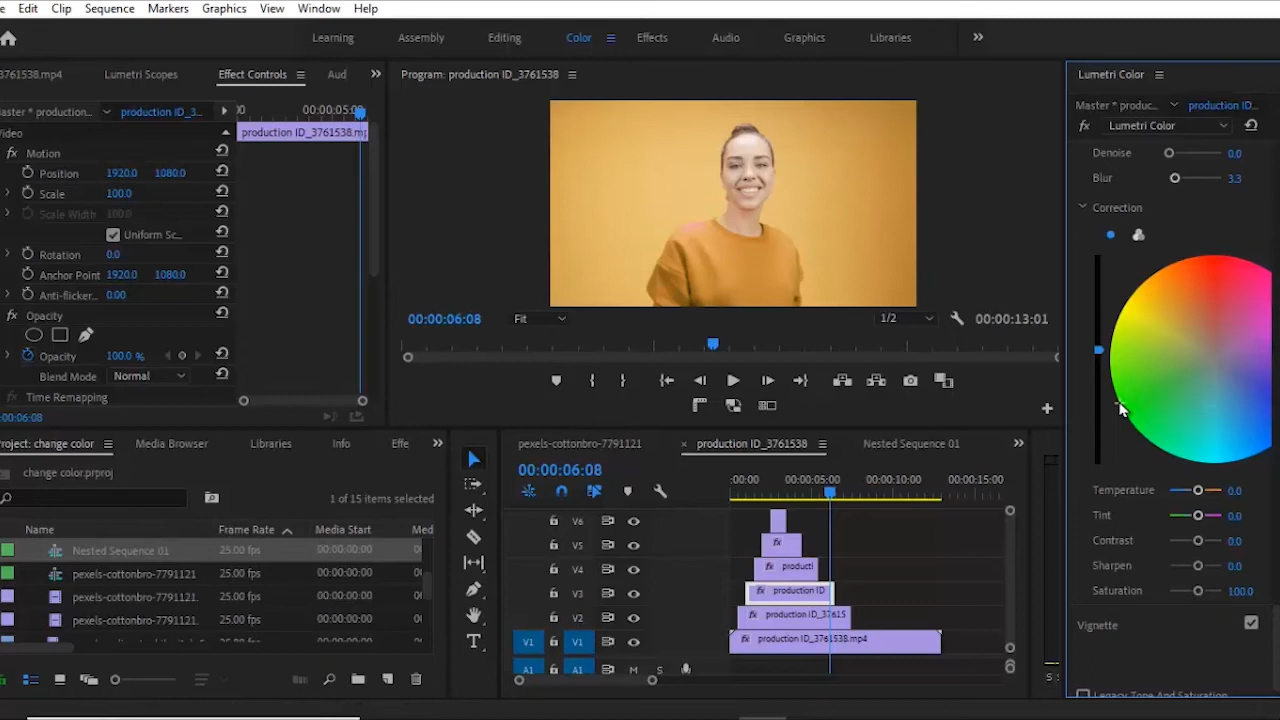 Edit Clip Sequence Markers Graphics View Window Help
Learning Assembly Editing Color Effects Audio Graphics Libraries
3761538.mp4 Lumetri Scopes Effect Controls Aud
Program: production ID_3761538
Lumetri Color
aster * production... production ID_3...
00:00:05:00
Master * produc... production ID...
fx Lumetri Color
Video
production ID_3761538.mp
fx Motion
Position 1920.0 1080.0
Scale 100.0
Scale Width 100.0
Uniform Sc...
Rotation 0.0
Anchor Point 1920.0 1080.0
Anti-flicker... 0.00
fx Opacity
Opacity 100.0 %
Blend Mode Normal
fx Time Remapping
00:00:06:08
00:00:06:08 Fit 1/2 00:00:13:01
Denoise 0.0
Blur 3.3
Correction
Temperature 0.0
Tint 0.0
Contrast 0.0
Sharpen 0.0
Saturation 100.0
Vignette
Legacy Tone And Saturation
roject: change color Media Browser Libraries Info Effe
change color.prproj
1 of 15 items selected
Name Frame Rate Media Start Med
Nested Sequence 01 25.00 fps 00:00:00:00
pexels-cottonbro-7791121 25.00 fps 00:00:00:00
pexels-cottonbro-7791121. 25.00 fps 00:00:00:00
pexels-cottonbro-7791121. 25.00 fps 00:00:00:00
pexels-cottonbro-7791121 × production ID_3761538 Nested Sequence 01
00:00:06:08
:00:00 00:00:05:00 00:00:10:00 00:00:15:00
V6
V5 fx
V4 fx producti
V3 fx production ID
V2 fx production ID_37615
V1 V1 fx production ID_3761538.mp4
A1 A1 M S
S S